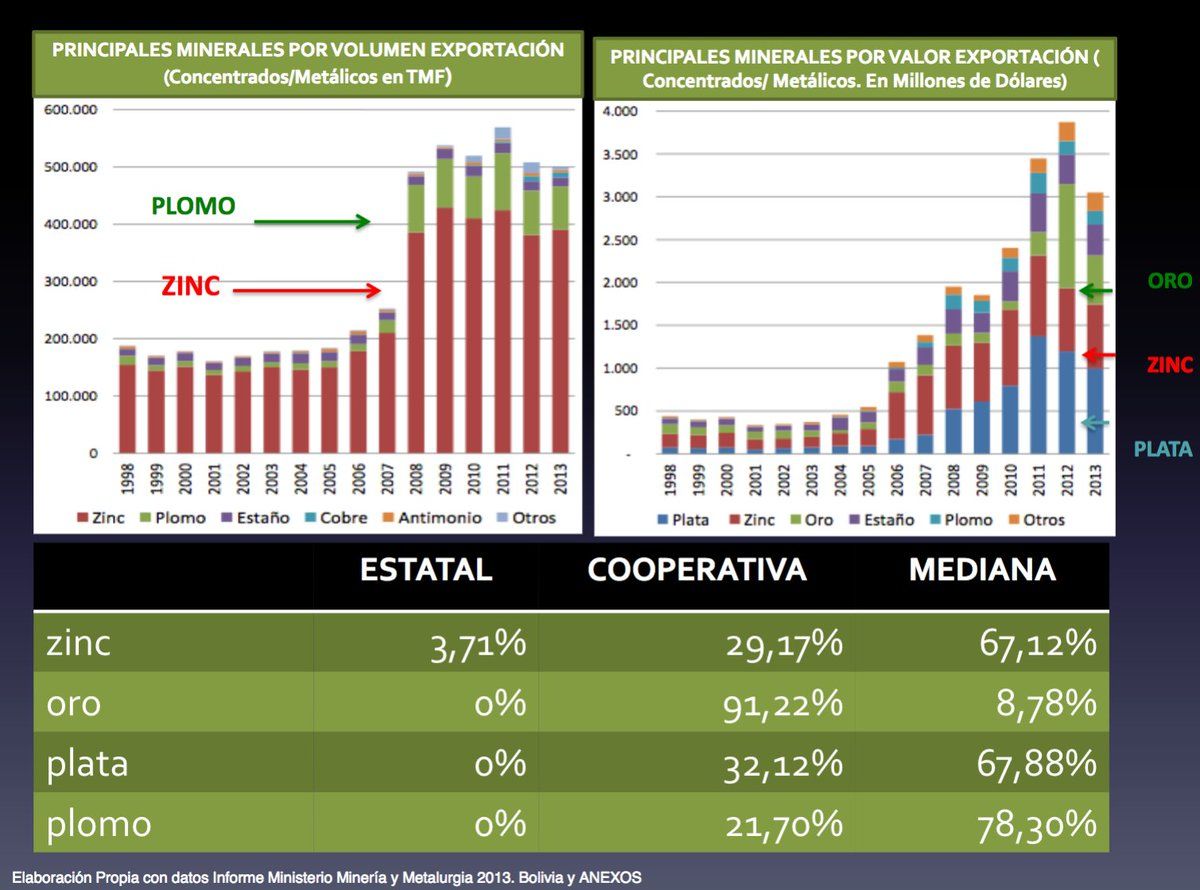 PRINCIPALES MINERALES POR VOLUMEN EXPORTACIÓN
(Concentrados/Metálicos en TMF)
600.000
500.000
400.000
300.000
200.000
100.000
0
PLOMO
ZINC
1998 1999 2000 2001 2002 2003 2004 2005 2006 2007 2008 2009 2010 2011 2012 2013
Zinc Plomo Estaño Cobre Antimonio Otros
PRINCIPALES MINERALES POR VALOR EXPORTACIÓN (
Concentrados/ Metálicos. En Millones de Dólares)
4.000
3.500
3.000
2.500
2.000
1.500
1.000
500
-
ORO
ZINC
PLATA
1998 1999 2000 2001 2002 2003 2004 2005 2006 2007 2008 2009 2010 2011 2012 2013
Plata Zinc Oro Estaño Plomo Otros
ESTATAL COOPERATIVA MEDIANA
zinc 3,71% 29,17% 67,12%
oro 0% 91,22% 8,78%
plata 0% 32,12% 67,88%
plomo 0% 21,70% 78,30%
Elaboración Propia con datos Informe Ministerio Minería y Metalurgia 2013. Bolivia y ANEXOS